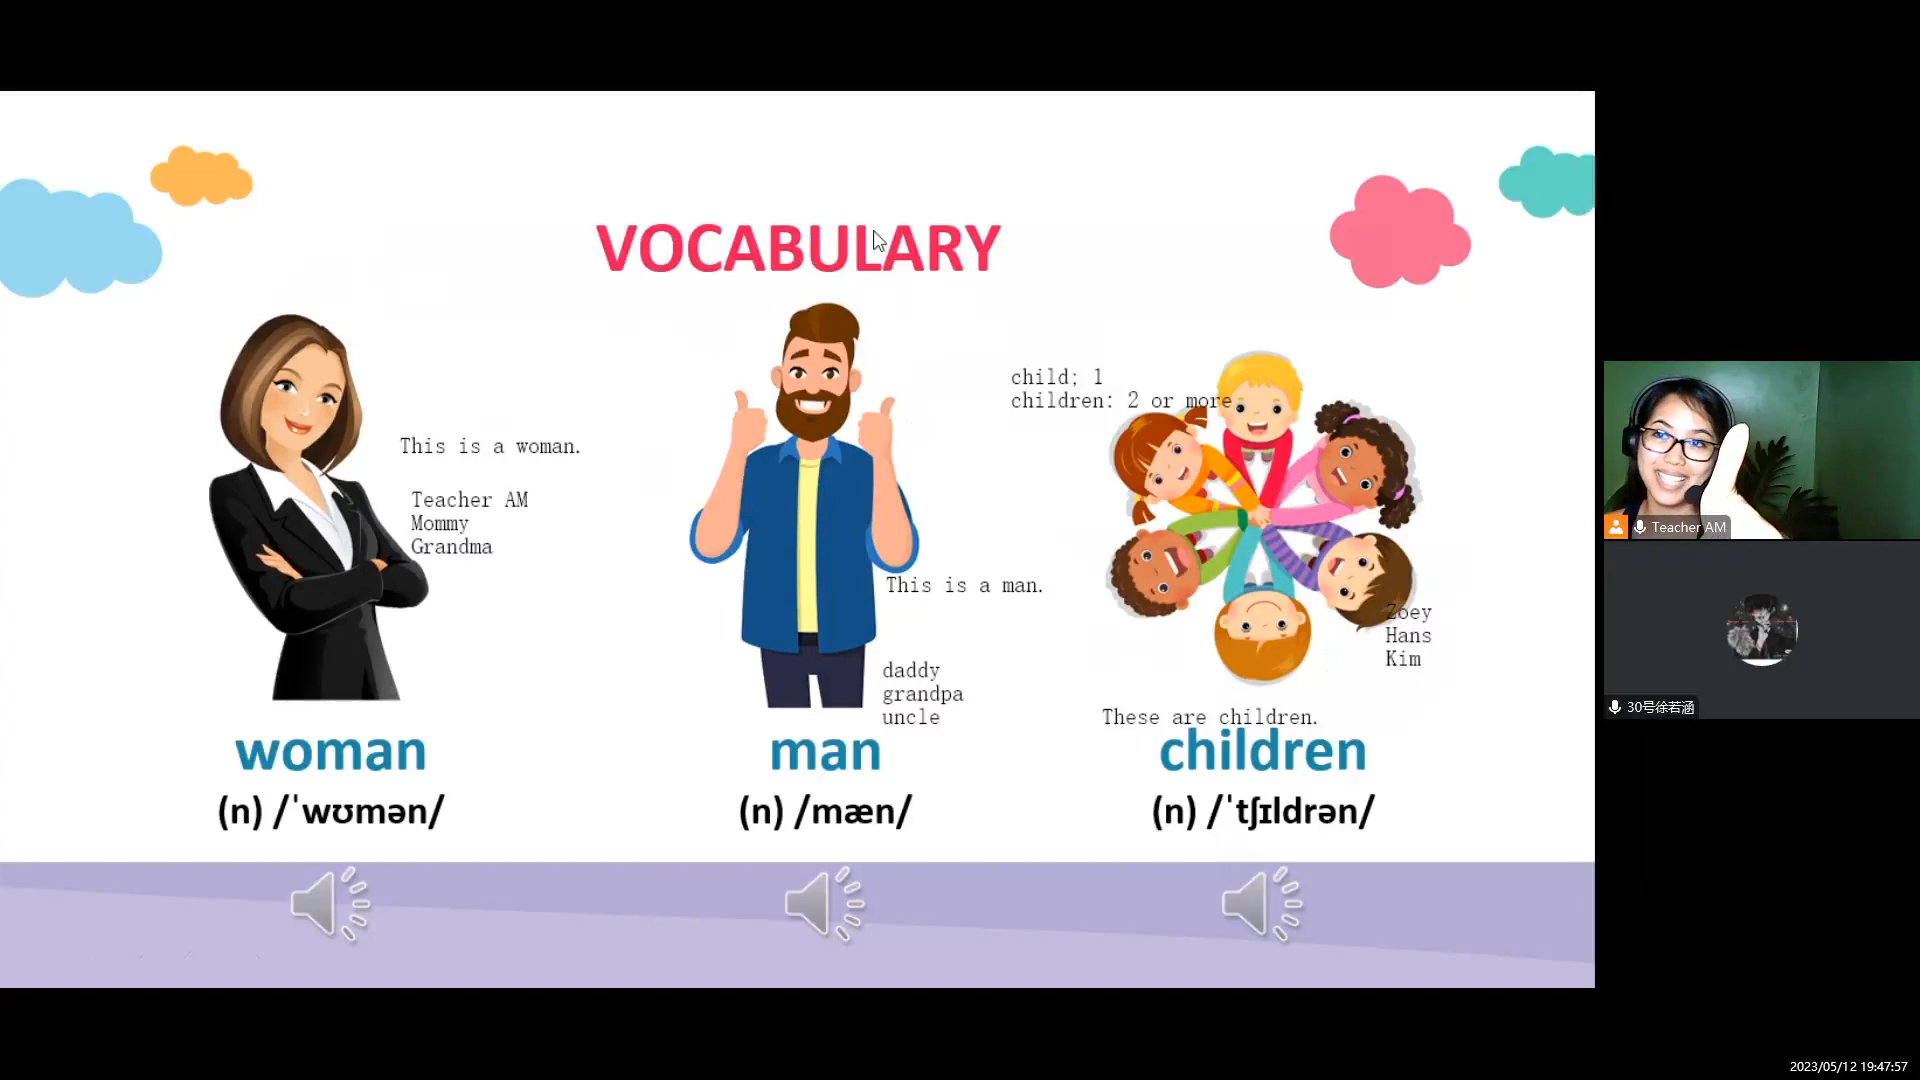 VOCABULARY
This is a woman.
Teacher AM
Mommy
Grandma
woman
(n) /ˈwʊmən/
This is a man.
daddy
grandpa
uncle
man
(n) /mæn/
child; 1
children: 2 or more
Zoey
Hans
Kim
These are children.
children
(n) /ˈtʃɪldrən/
Teacher AM
30号徐若涵
2023/05/12 19:47:57